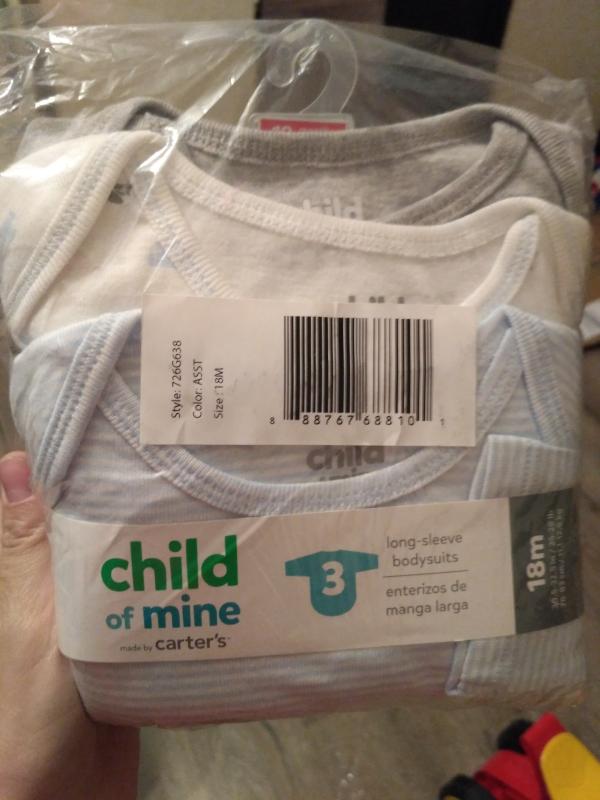 child
child
Style: 726G638
Color: ASST
Size : 18M
8 88767 68810 1
child
child
of mine
made by carter's
3
long-sleeve
bodysuits
enterizos de
manga larga
18m